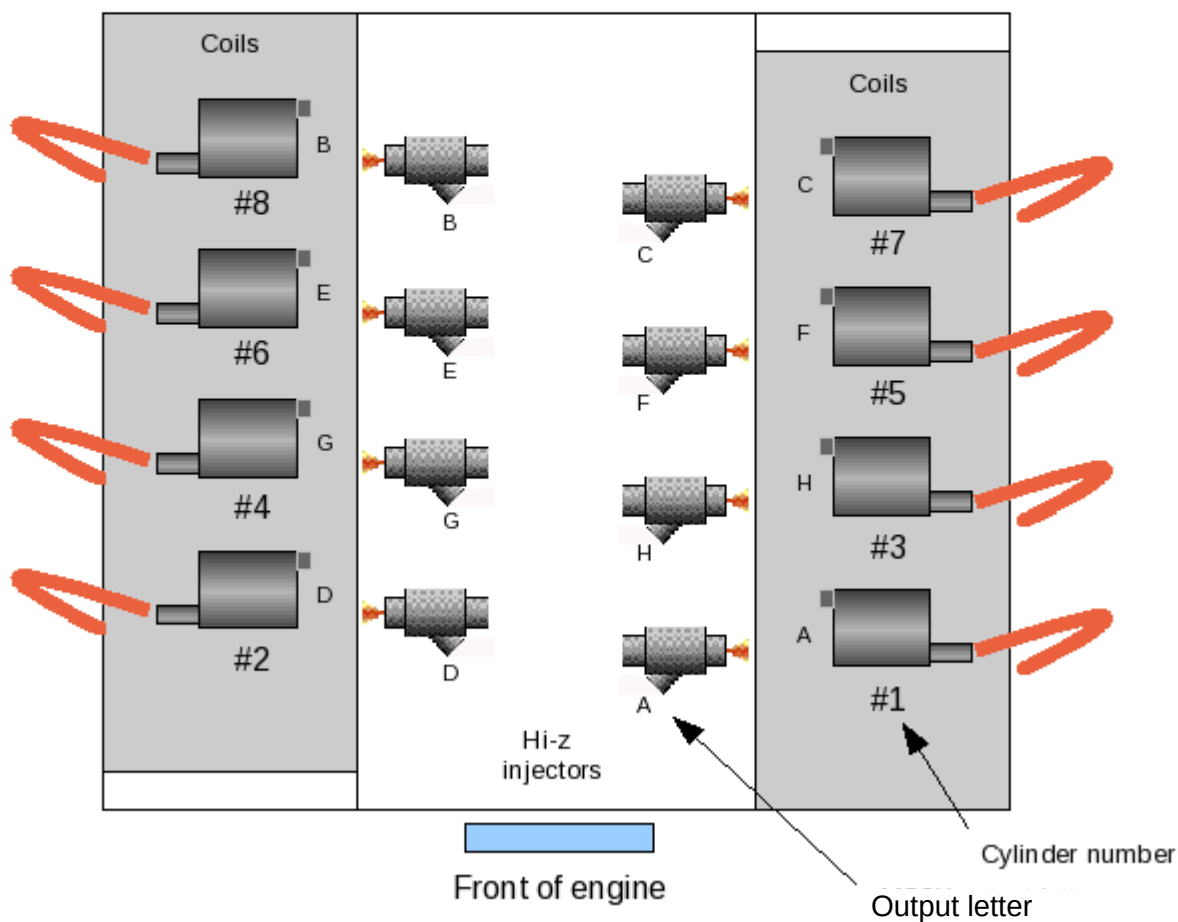 Coils
Coils
B
B
#8
C
C
#7
E
E
#6
F
F
#5
G
G
#4
H
H
#3
D
D
#2
A
A
#1
Hi-z
injectors
Cylinder number
Front of engine
Output letter